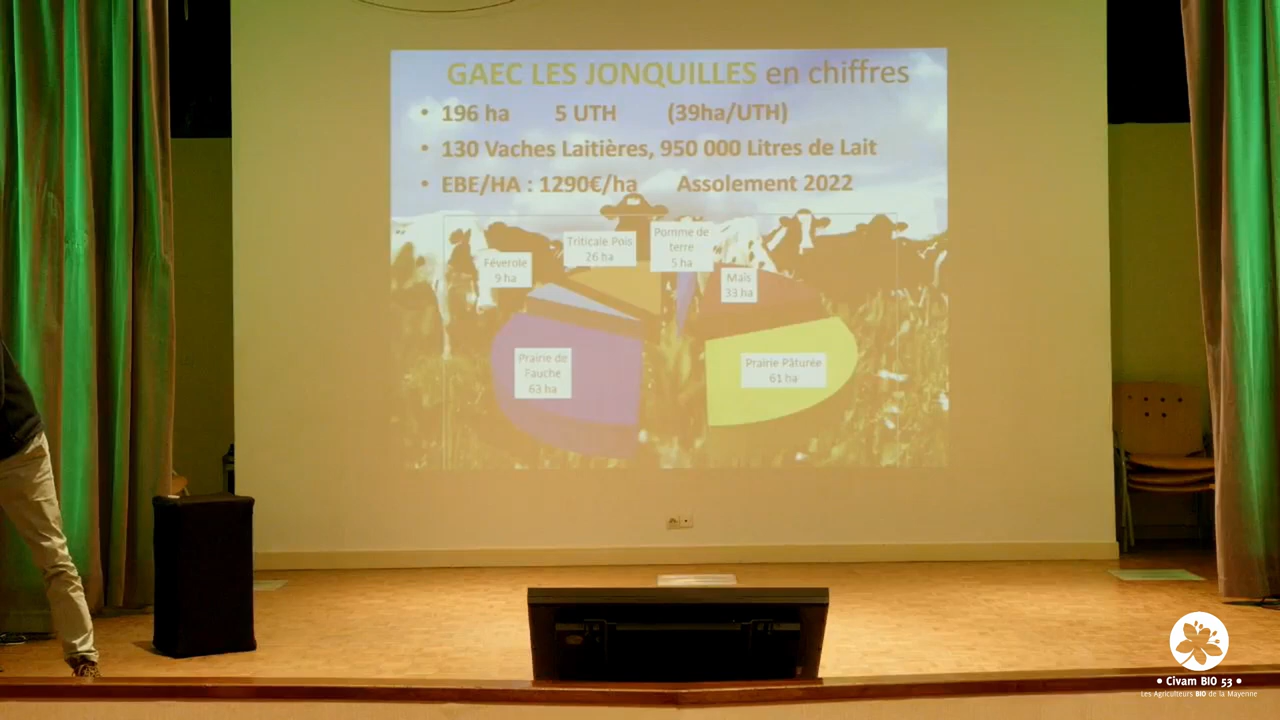 GAEC LES JONQUILLES en chiffres
• 196 ha 5 UTH (39ha/UTH)
• 130 Vaches Laitières, 950 000 Litres de Lait
• EBE/HA : 1290€/ha Assolement 2022
Féverole
9 ha
Triticale Pois
26 ha
Pomme de
terre
5 ha
Maïs
33 ha
Prairie de
Fauche
63 ha
Prairie Pâturée
61 ha
• Civam BIO 53 •
Les Agriculteurs BIO de la Mayenne